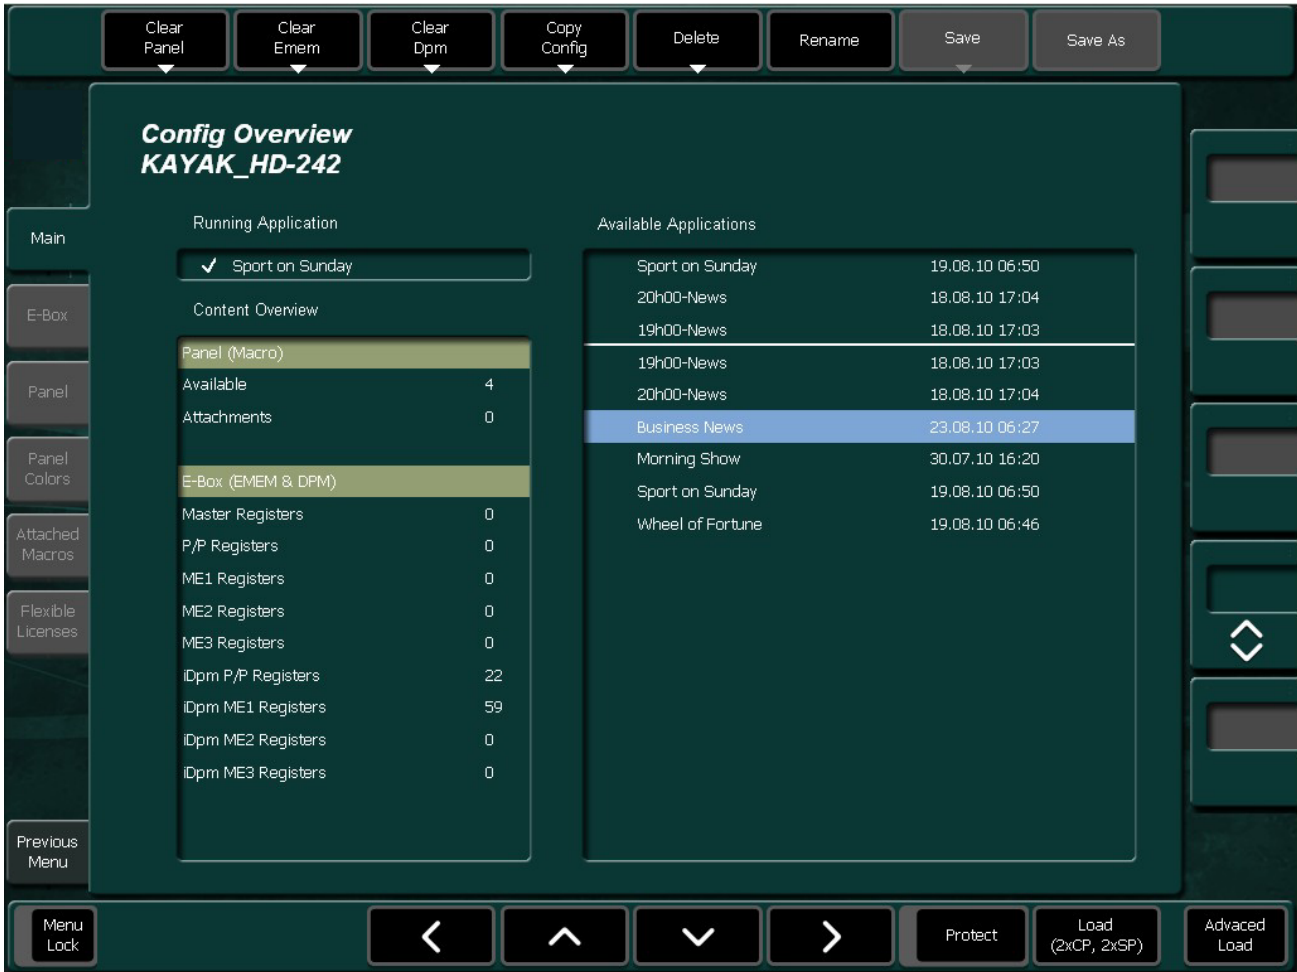 Clear
Panel
Clear
Emem
Clear
Dpm
Copy
Config
Delete
Rename
Save
Save As
Config Overview
KAYAK_HD-242
Running Application
Sport on Sunday
Content Overview
Panel (Macro)
Available 4
Attachments 0
E-Box (EMEM & DPM)
Master Registers 0
P/P Registers 0
ME1 Registers 0
ME2 Registers 0
ME3 Registers 0
iDpm P/P Registers 22
iDpm ME1 Registers 59
iDpm ME2 Registers 0
iDpm ME3 Registers 0
Available Applications
Sport on Sunday 19.08.10 06:50
20h00-News 18.08.10 17:04
19h00-News 18.08.10 17:03
19h00-News 18.08.10 17:03
20h00-News 18.08.10 17:04
Business News 23.08.10 06:27
Morning Show 30.07.10 16:20
Sport on Sunday 19.08.10 06:50
Wheel of Fortune 19.08.10 06:46
Main
E-Box
Panel
Panel
Colors
Attached
Macros
Flexible
Licenses
Previous
Menu
Menu
Lock
Protect
Load
(2xCP, 2xSP)
Advaced
Load